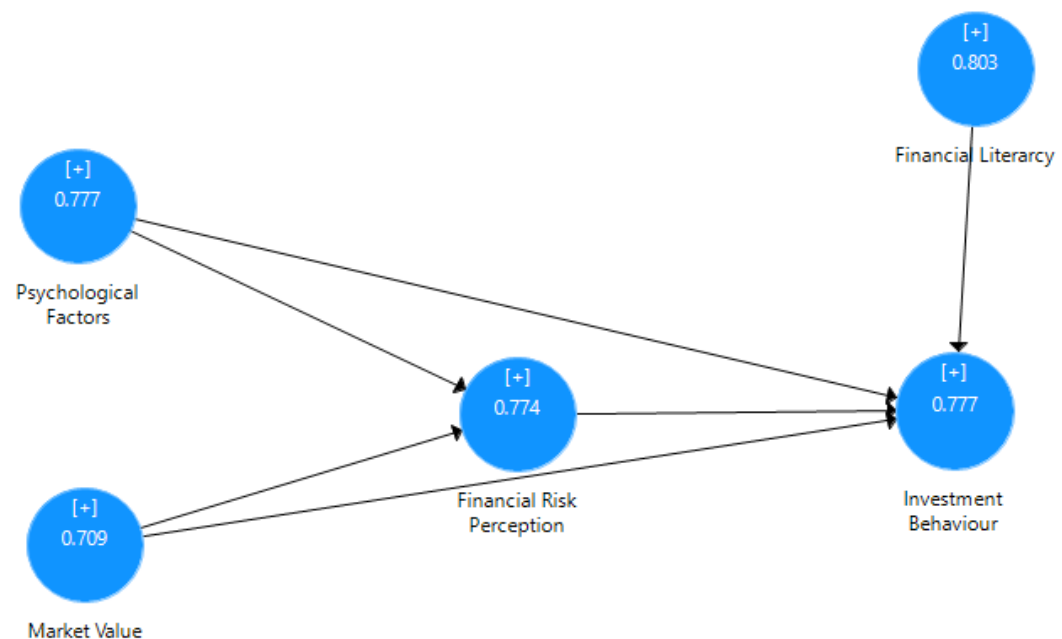 [+]
0.803
Financial Literarcy
[+]
0.777
Psychological
Factors
[+]
0.774
Financial Risk
Perception
[+]
0.777
Investment
Behaviour
[+]
0.709
Market Value